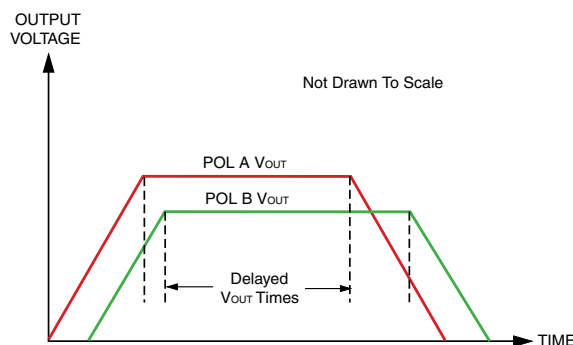 OUTPUT
VOLTAGE
Not Drawn To Scale
POL A VOUT
POL B VOUT
Delayed
VOUT Times
TIME